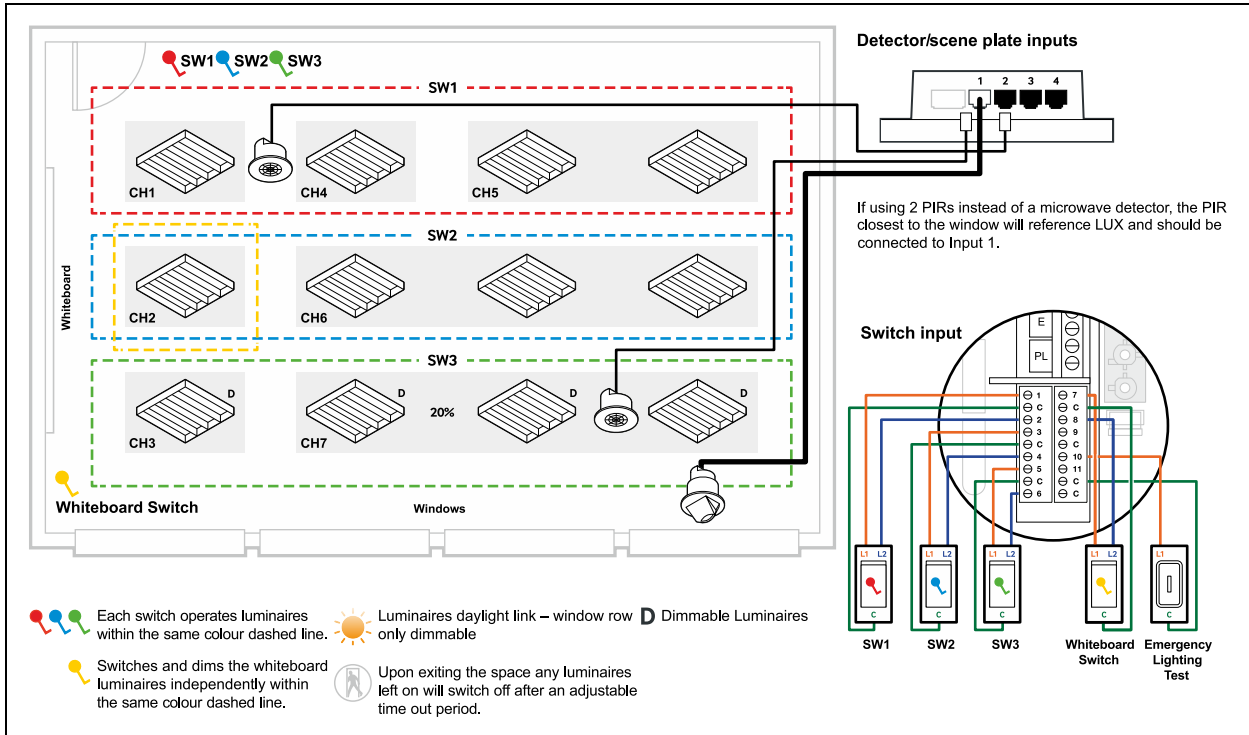 SW1 SW2 SW3
SW1
CH1
CH4
CH5
SW2
CH2
CH6
SW3
D
D
D
D
CH3
CH7
20%
Whiteboard
Whiteboard Switch
Windows
Detector/scene plate inputs
1 2 3 4
If using 2 PIRs instead of a microwave detector, the PIR
closest to the window will reference LUX and should be
connected to Input 1.
Switch input
E
PL
1 7
C C
2 8
3 9
C C
4 10
5 11
C C
6 C
L1 L2 L1 L2 L1 L2 L1 L2 L1
C C C C
SW1 SW2 SW3 Whiteboard
Switch
Emergency
Lighting
Test
Each switch operates luminaires
within the same colour dashed line.
Switches and dims the whiteboard
luminaires independently within
the same colour dashed line.
Luminaires daylight link – window row
only dimmable
Upon exiting the space any luminaires
left on will switch off after an adjustable
time out period.
D Dimmable Luminaires